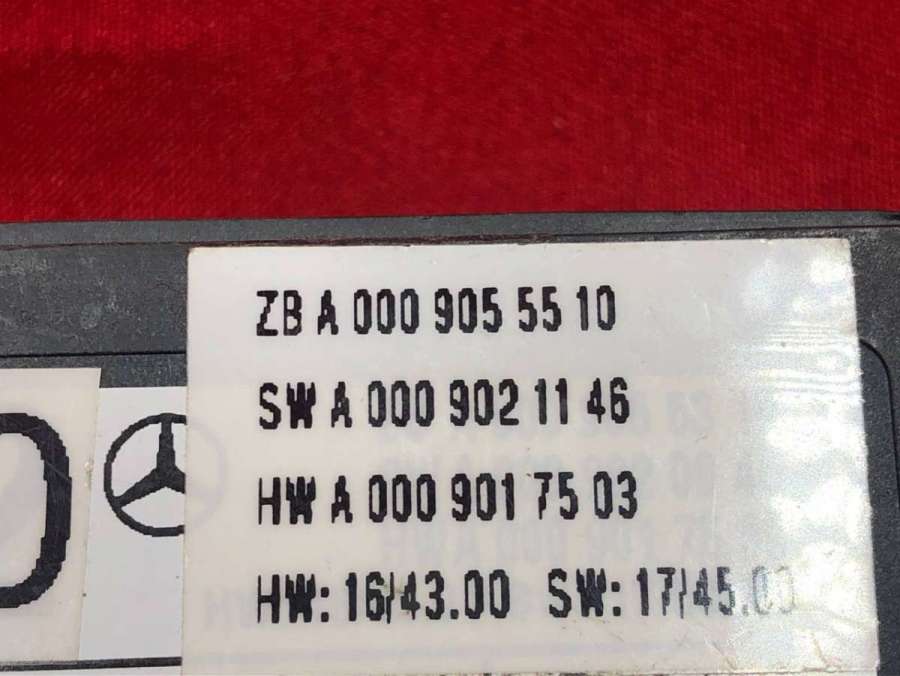 ZB A 000 905 55 10
SW A 000 902 11 46
HW A 000 901 75 03
HW: 16/43.00 SW: 17/45.00